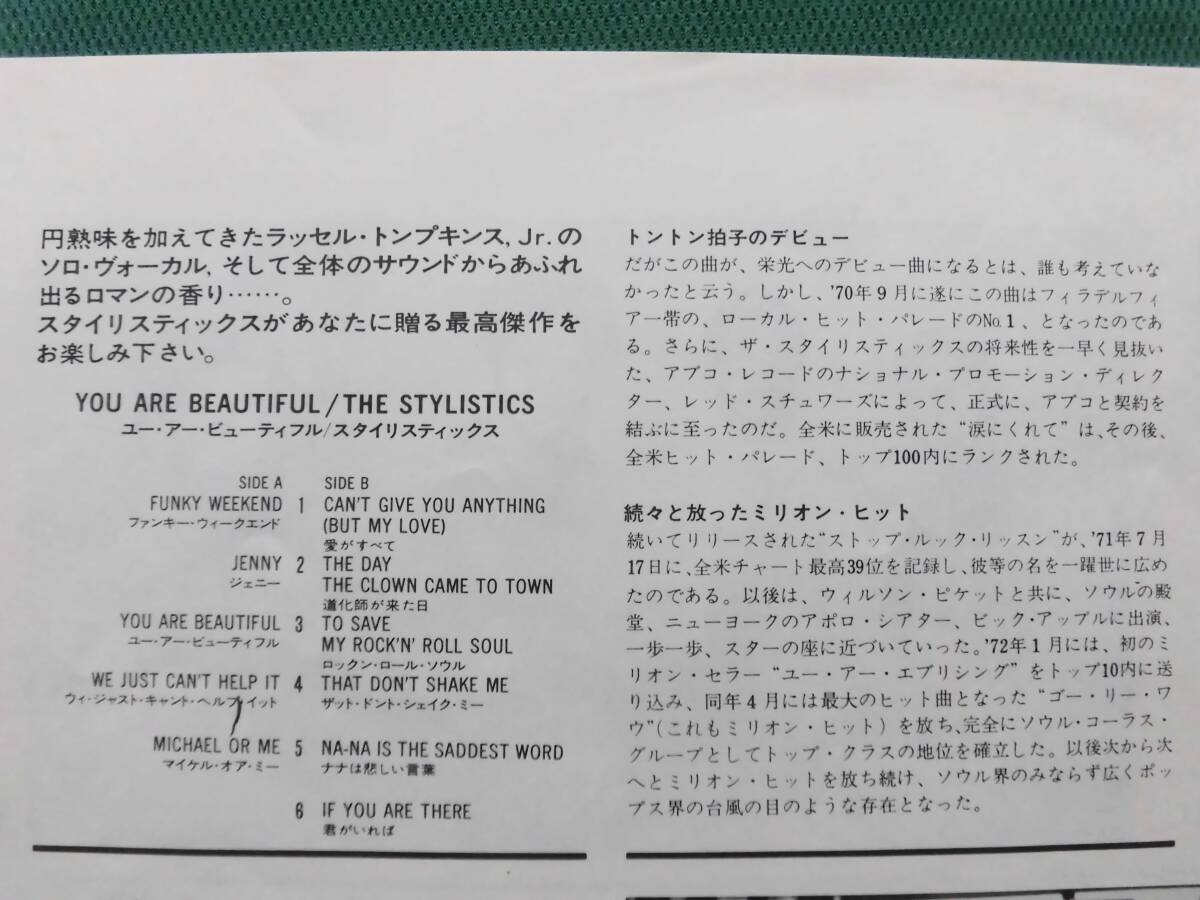 円熟味を加えてきたラッセル・トンプキンス, Jr. の
ソロ・ヴォーカル, そして全体のサウンドからあふれ
出るロマンの香り……。
スタイリスティックスがあなたに贈る最高傑作を
お楽しみ下さい。
YOU ARE BEAUTIFUL/THE STYLISTICS
ユー・アー・ビューティフル/スタイリスティックス
SIDE A SIDE B
FUNKY WEEKEND 1 CAN'T GIVE YOU ANYTHING
ファンキー・ウィークエンド (BUT MY LOVE)
愛がすべて
JENNY 2 THE DAY
ジェニー THE CLOWN CAME TO TOWN
道化師が来た日
YOU ARE BEAUTIFUL 3 TO SAVE
ユー・アー・ビューティフル MY ROCK'N' ROLL SOUL
ロックン・ロール・ソウル
WE JUST CAN'T HELP IT 4 THAT DON'T SHAKE ME
ウィ・ジャスト・キャント・ヘルプ・イット ザット・ドント・シェイク・ミー
MICHAEL OR ME 5 NA-NA IS THE SADDEST WORD
マイケル・オア・ミー ナナは悲しい言葉
6 IF YOU ARE THERE
君がいれば
トントン拍子のデビュー
だがこの曲が、栄光へのデビュー曲になるとは、誰も考えていな
かったと云う。しかし、'70年9月に遂にこの曲はフィラデルフィ
ア一帯の、ローカル・ヒット・パレードのNo.1、となったのであ
る。さらに、ザ・スタイリスティックスの将来性を一早く見抜い
た、アブコ・レコードのナショナル・プロモーション・ディレク
ター、レッド・スチュワーズによって、正式に、アブコと契約を
結ぶに至ったのだ。全米に販売された“涙にくれて”は、その後、
全米ヒット・パレード、トップ100内にランクされた。
続々と放ったミリオン・ヒット
続いてリリースされた“ストップ・ルック・リッスン”が、'71年7月
17日に、全米チャート最高39位を記録し、彼等の名を一躍世に広め
たのである。以後は、ウィルソン・ピケットと共に、ソウルの殿
堂、ニューヨークのアポロ・シアター、ビック・アップルに出演、
一歩一歩、スターの座に近づいていった。'72年1月には、初のミ
リオン・セラー“ユー・アー・エブリシング”をトップ10内に送
り込み、同年4月には最大のヒット曲となった“ゴー・リー・ワ
ウ”(これもミリオン・ヒット)を放ち、完全にソウル・コーラス・
グループとしてトップ・クラスの地位を確立した。以後次から次
へとミリオン・ヒットを放ち続け、ソウル界のみならず広くポッ
プス界の台風の目のような存在となった。